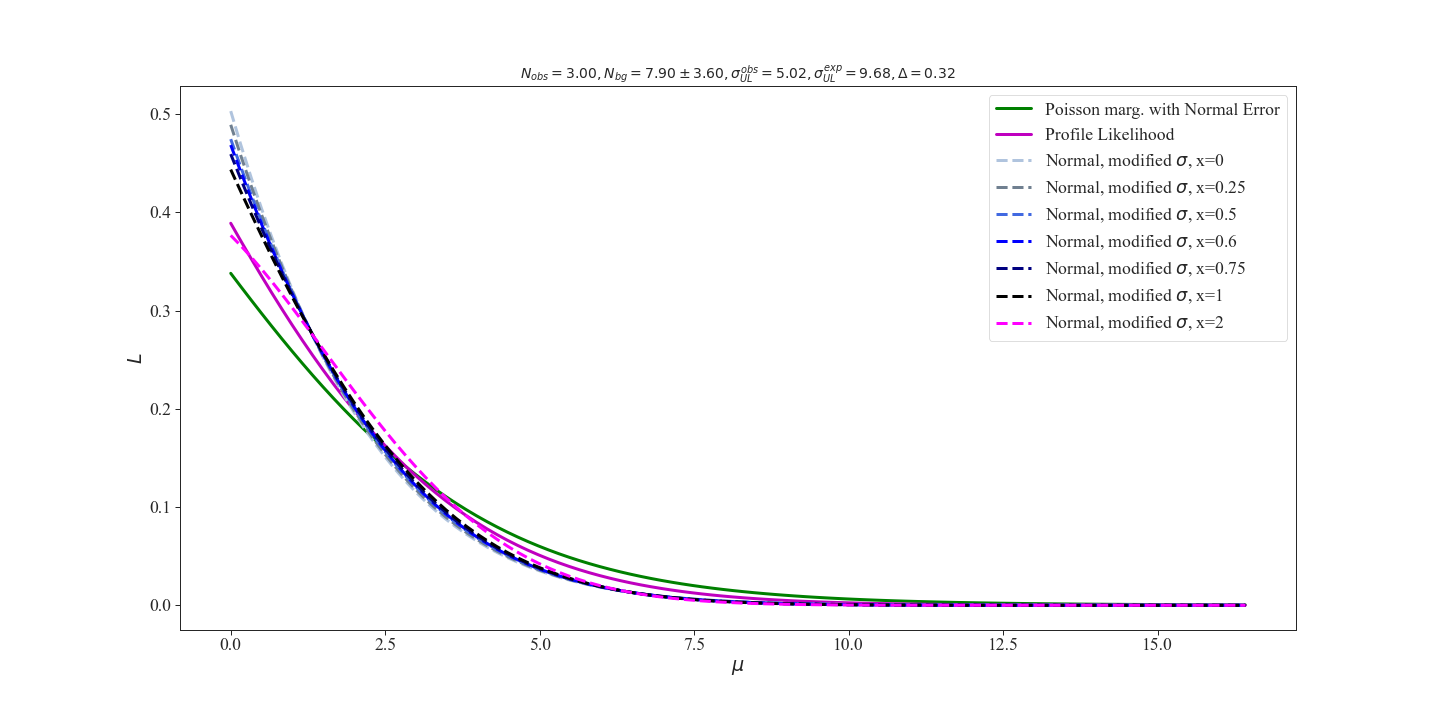 N_obs = 3.00, N_bg = 7.90 ± 3.60, σ_UL^obs = 5.02, σ_UL^exp = 9.68, Δ = 0.32
0.5
0.4
0.3
0.2
0.1
0.0
L
Poisson marg. with Normal Error
Profile Likelihood
Normal, modified σ, x=0
Normal, modified σ, x=0.25
Normal, modified σ, x=0.5
Normal, modified σ, x=0.6
Normal, modified σ, x=0.75
Normal, modified σ, x=1
Normal, modified σ, x=2
0.0 2.5 5.0 7.5 10.0 12.5 15.0
μ